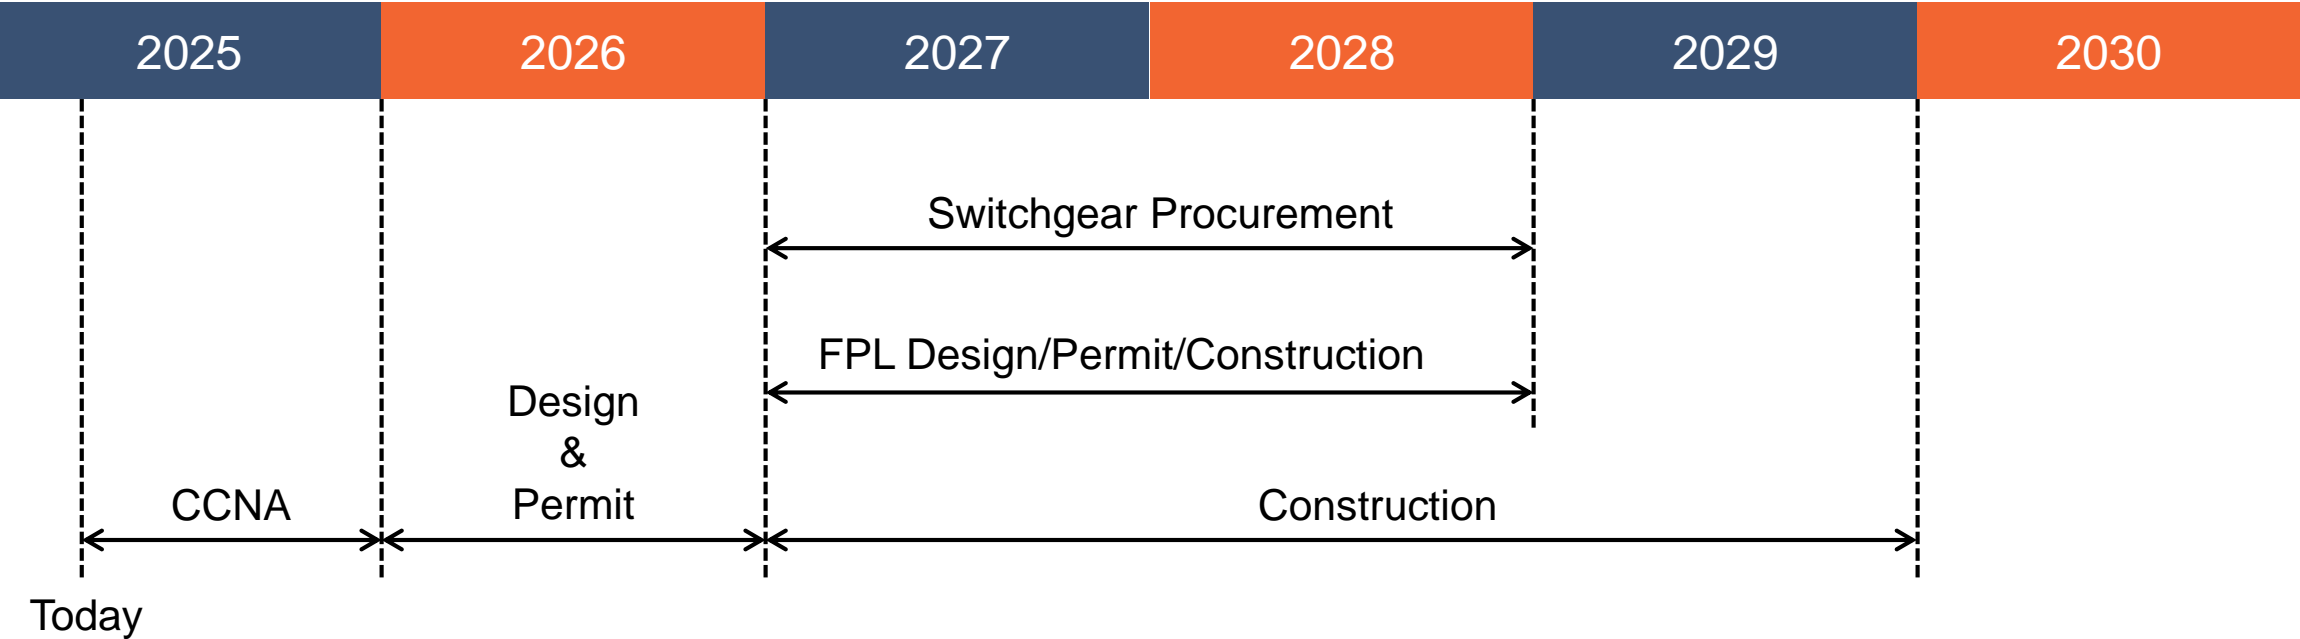 2025 2026 2027 2028 2029 2030
Switchgear Procurement
FPL Design/Permit/Construction
Design
&
Permit
CCNA
Construction
Today